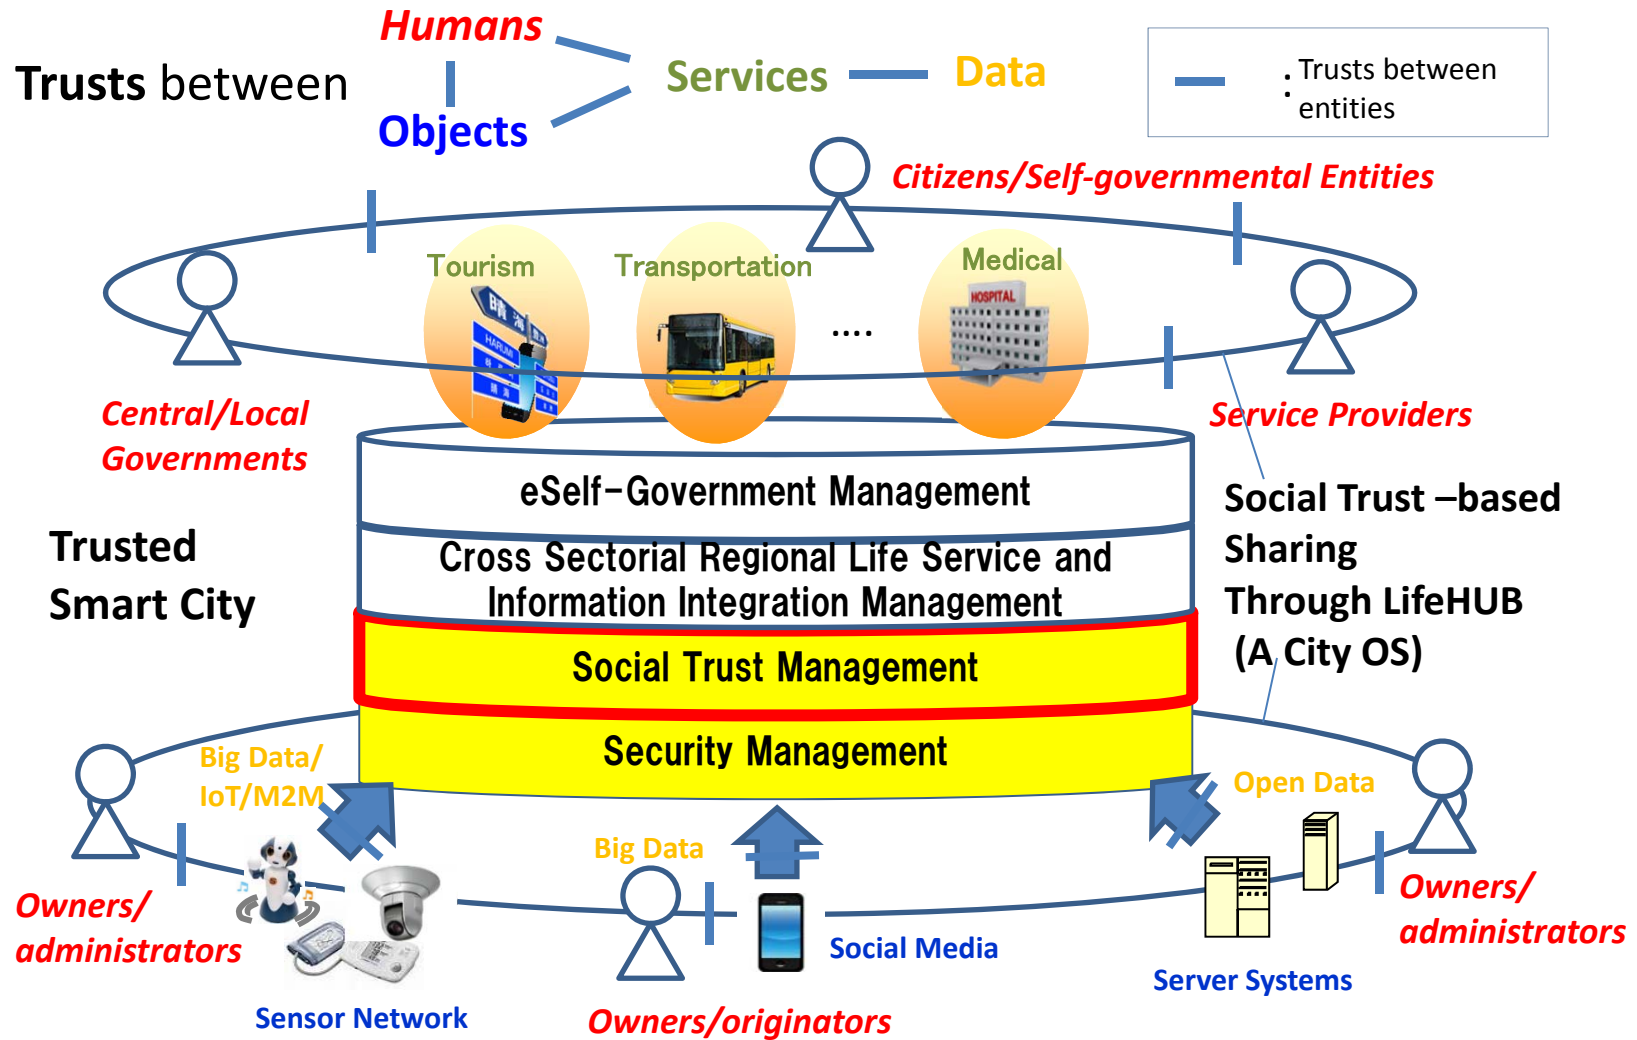 Humans
Trusts between
Services
Data
Objects
: Trusts between
entities
Citizens/Self-governmental Entities
Tourism
Transportation
Medical
HOSPITAL
晴海
HARUMI
....
Central/Local
Governments
Service Providers
eSelf-Government Management
Cross Sectorial Regional Life Service and
Information Integration Management
Social Trust Management
Security Management
Trusted
Smart City
Social Trust –based
Sharing
Through LifeHUB
(A City OS)
Big Data/
IoT/M2M
Big Data
Open Data
Owners/
administrators
Sensor Network
Social Media
Owners/originators
Server Systems
Owners/
administrators